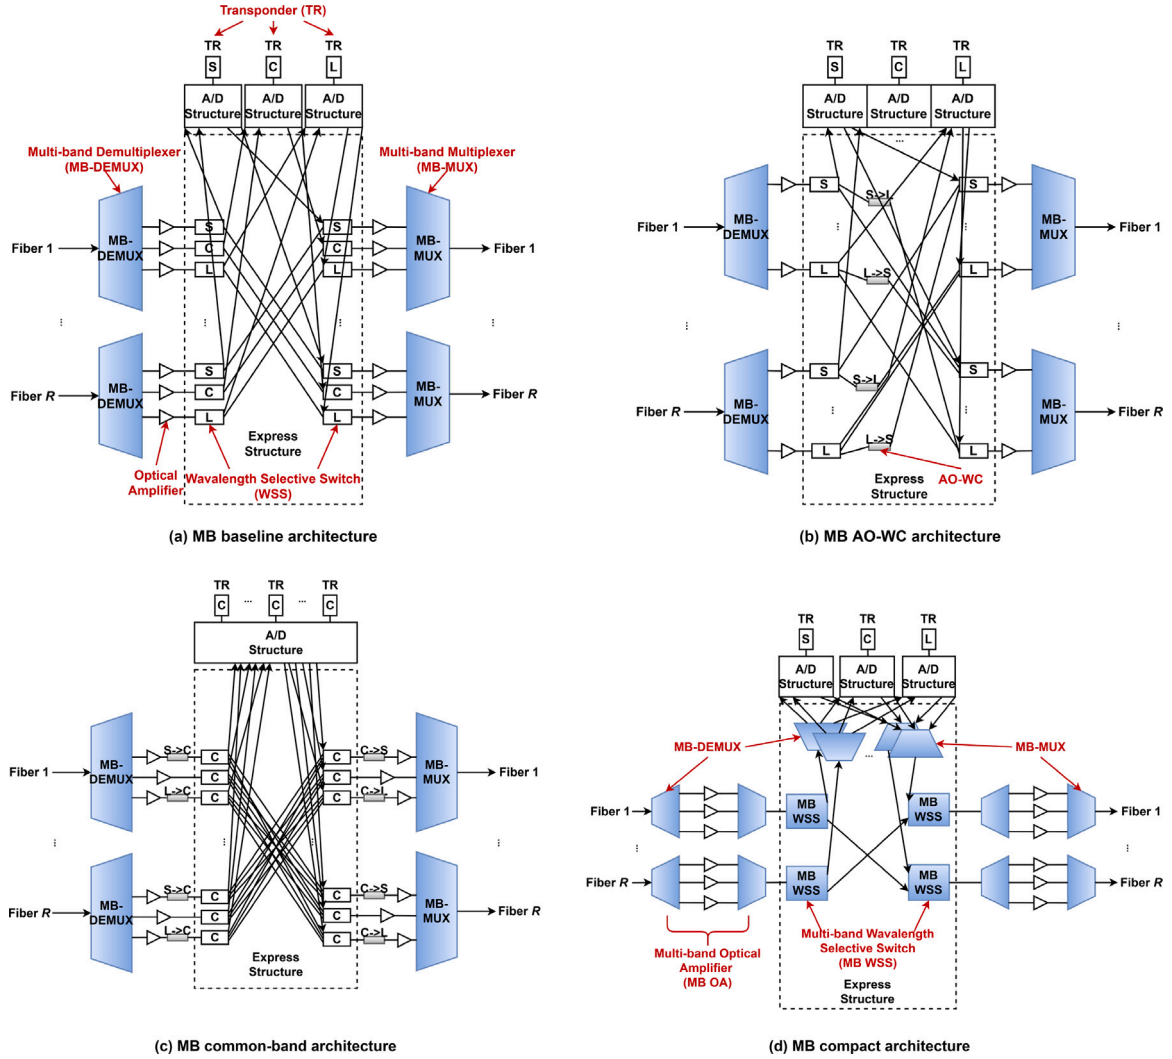 Transponder (TR)
TR TR TR
S C L
A/D Structure A/D Structure A/D Structure
Multi-band Demultiplexer (MB-DEMUX)
Multi-band Multiplexer (MB-MUX)
Fiber 1 MB-DEMUX S C L S C L MB-MUX Fiber 1
... ... ... ...
Fiber R MB-DEMUX S C L S C L MB-MUX Fiber R
Express Structure
Optical Amplifier
Wavalength Selective Switch (WSS)
(a) MB baseline architecture
TR TR TR
S C L
A/D Structure A/D Structure A/D Structure
...
Fiber 1 MB-DEMUX S S->L S MB-MUX Fiber 1
... ...
L L->S L
... ...
Fiber R MB-DEMUX S S->L S MB-MUX Fiber R
... ...
L L->S L
Express Structure
AO-WC
(b) MB AO-WC architecture
TR TR TR
C ... C ... C
A/D Structure
Fiber 1 MB-DEMUX S->C C C L->C C C C->S C C C->L MB-MUX Fiber 1
... ...
Fiber R MB-DEMUX S->C C C L->C C C C->S C C C->L MB-MUX Fiber R
Express Structure
(c) MB common-band architecture
TR TR TR
S C L
A/D Structure A/D Structure A/D Structure
MB-DEMUX ... MB-MUX
Fiber 1 MB WSS MB WSS Fiber 1
... ...
Fiber R MB WSS MB WSS Fiber R
Multi-band Optical Amplifier (MB OA)
Multi-band Wavalength Selective Switch (MB WSS)
Express Structure
(d) MB compact architecture